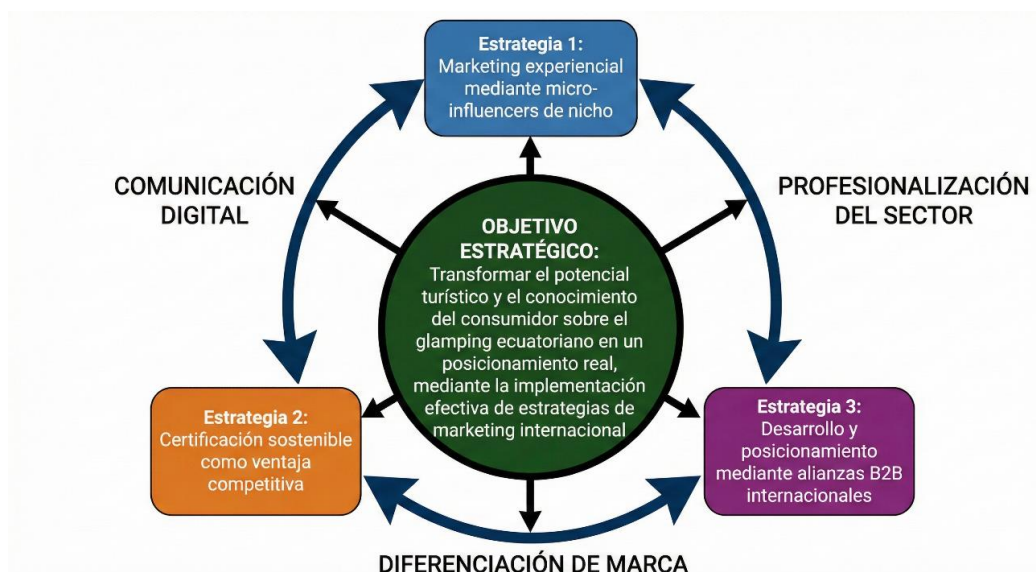 Estrategia 1:
Marketing experiencial
mediante micro-
influencers de nicho
COMUNICACIÓN
DIGITAL
PROFESIONALIZACIÓN
DEL SECTOR
OBJETIVO
ESTRATÉGICO:
Transformar el potencial
turístico y el conocimiento
del consumidor sobre el
glamping ecuatoriano en un
posicionamiento real,
mediante la implementación
efectiva de estrategias de
marketing internacional
Estrategia 2:
Certificación sostenible
como ventaja
competitiva
Estrategia 3:
Desarrollo y
posicionamiento
mediante alianzas B2B
internacionales
DIFERENCIACIÓN DE MARCA